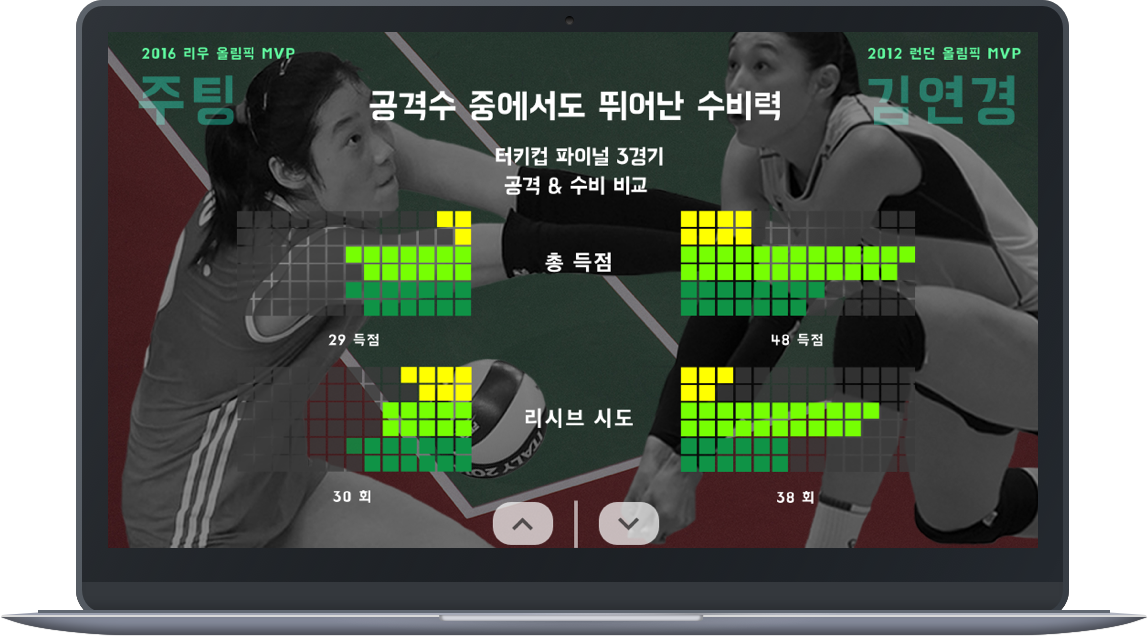 2016 리우 올림픽 MVP
주팅
2012 런던 올림픽 MVP
김연경
공격수 중에서도 뛰어난 수비력
터키컵 파이널 3경기
공격 & 수비 비교
총 득점
29 득점
48 득점
리시브 시도
30 회
38 회
ITALY 20